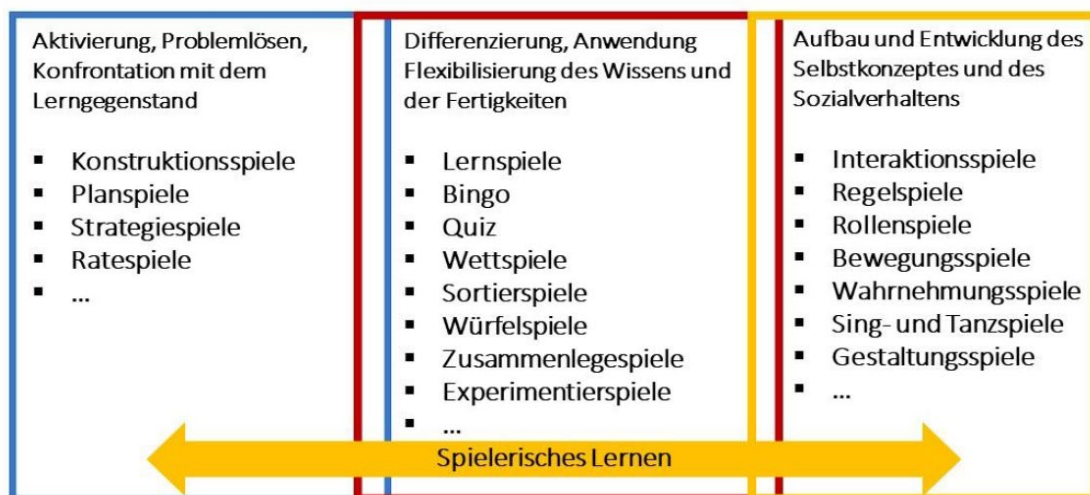 Aktivierung, Problemlösen,
Konfrontation mit dem
Lerngegenstand
▪ Konstruktionsspiele
▪ Planspiele
▪ Strategiespiele
▪ Ratespiele
▪ ...
Differenzierung, Anwendung
Flexibilisierung des Wissens und
der Fertigkeiten
▪ Lernspiele
▪ Bingo
▪ Quiz
▪ Wettspiele
▪ Sortierspiele
▪ Würfelspiele
▪ Zusammenlegespiele
▪ Experimentierspiele
▪ ...
Aufbau und Entwicklung des
Selbstkonzeptes und des
Sozialverhaltens
▪ Interaktionsspiele
▪ Regelspiele
▪ Rollenspiele
▪ Bewegungsspiele
▪ Wahrnehmungsspiele
▪ Sing- und Tanzspiele
▪ Gestaltungsspiele
▪ ...
Spielerisches Lernen